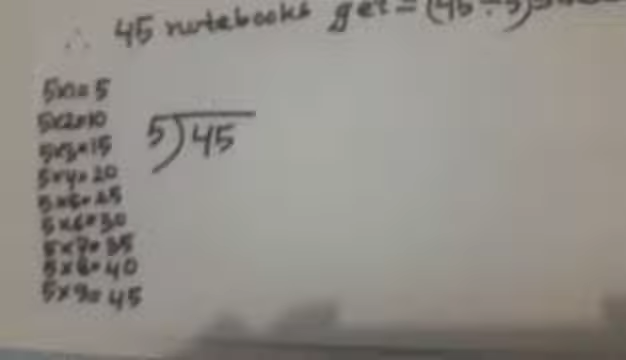 ∴ 45 notebooks get = (45 ÷ 5)
5x1= 5
5x2=10
5x3=15
5x4=20
5x5=25
5x6=30
5x7=35
5x8=40
5x9=45
5)45